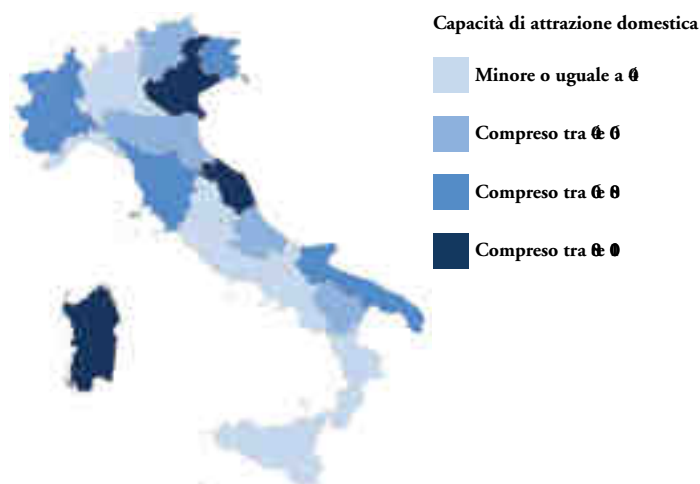 Capacità di attrazione domestica
Minore o uguale a
Compreso tra e
Compreso tra e
Compreso tra e